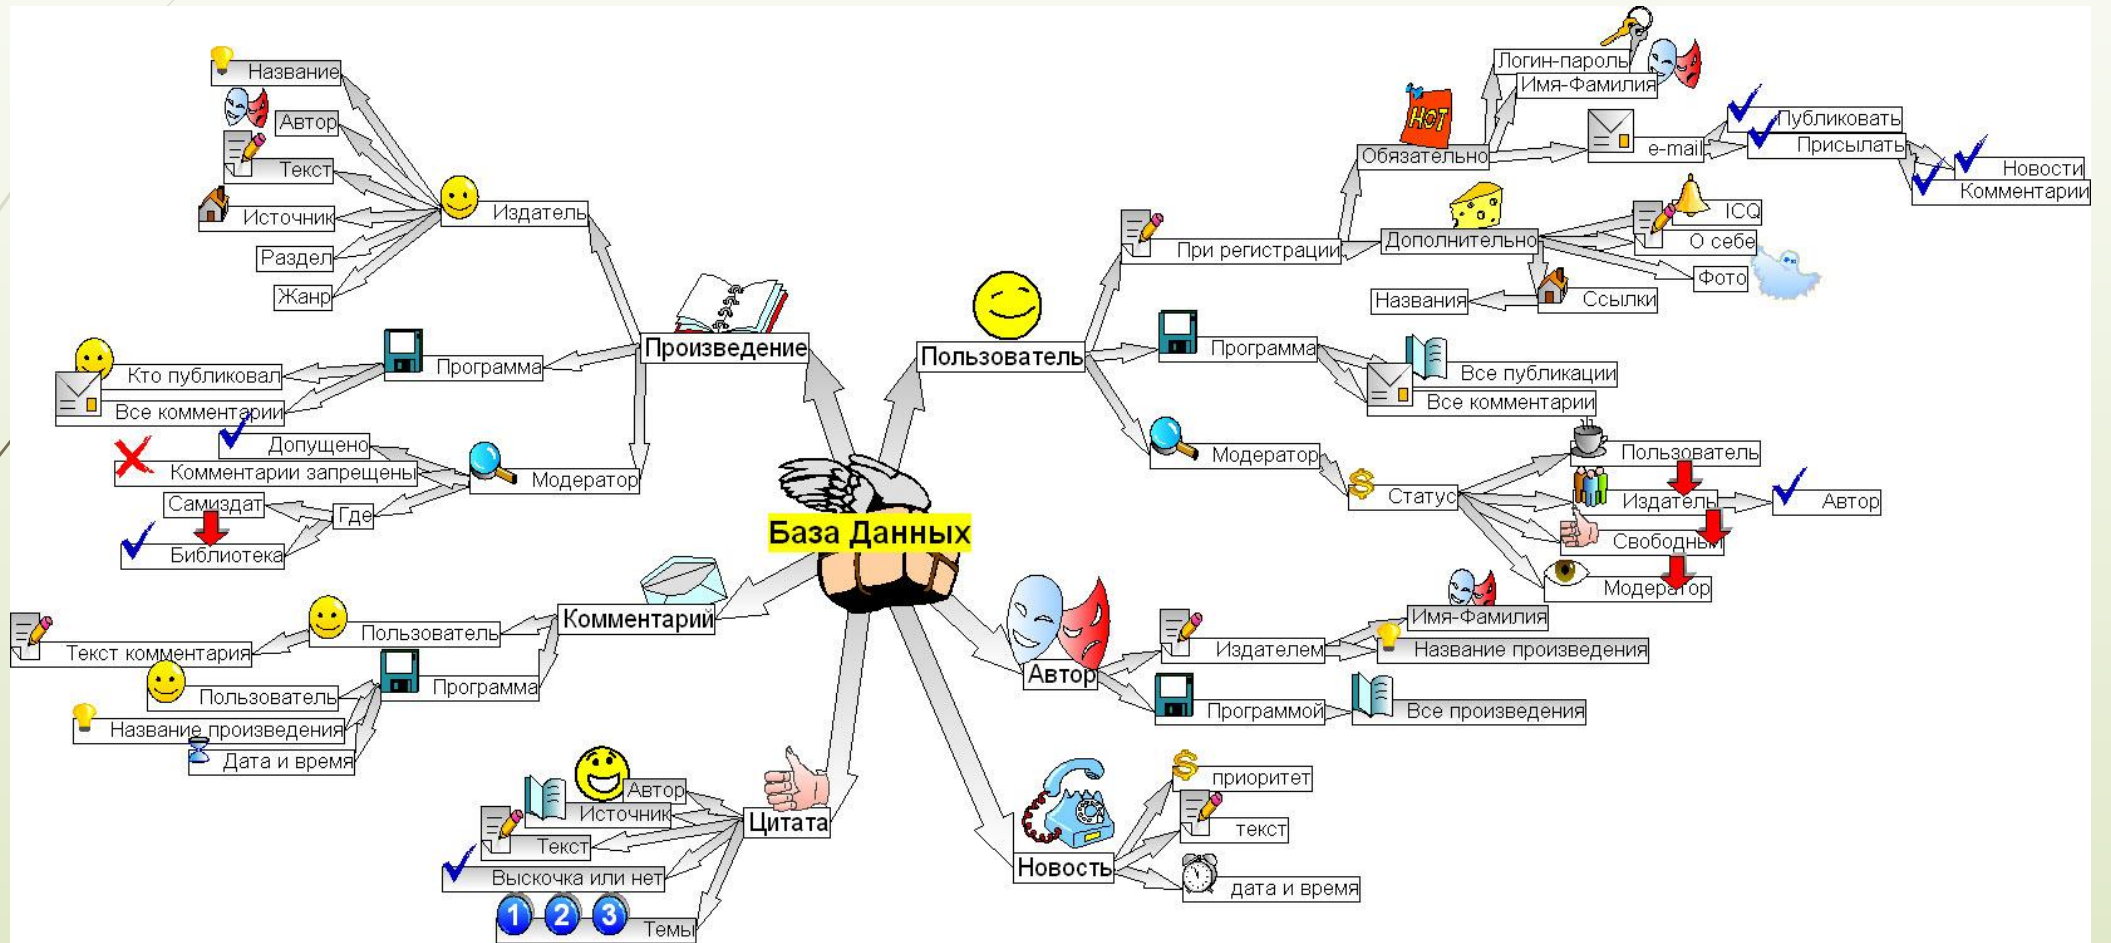 База Данных
Произведение
Издатель
Название
Автор
Текст
Источник
Раздел
Жанр
Программа
Кто публиковал
Все комментарии
Модератор
Допущено
Комментарии запрещены
Где
Самиздат
Библиотека
Комментарий
Пользователь
Текст комментария
Программа
Пользователь
Название произведения
Дата и время
Цитата
Автор
Источник
Текст
Выскочка или нет
1 2 3
Темы
Пользователь
При регистрации
Обязательно
HOT
Логин-пароль
Имя-Фамилия
e-mail
Публиковать
Присылать
Новости
Комментарии
Дополнительно
ICQ
О себе
Фото
Ссылки
Названия
Программа
Все публикации
Все комментарии
Модератор
$
Статус
Пользователь
Издатель
Автор
Свободный
Модератор
Автор
Издателем
Имя-Фамилия
Название произведения
Программой
Все произведения
Новость
$
приоритет
текст
дата и время